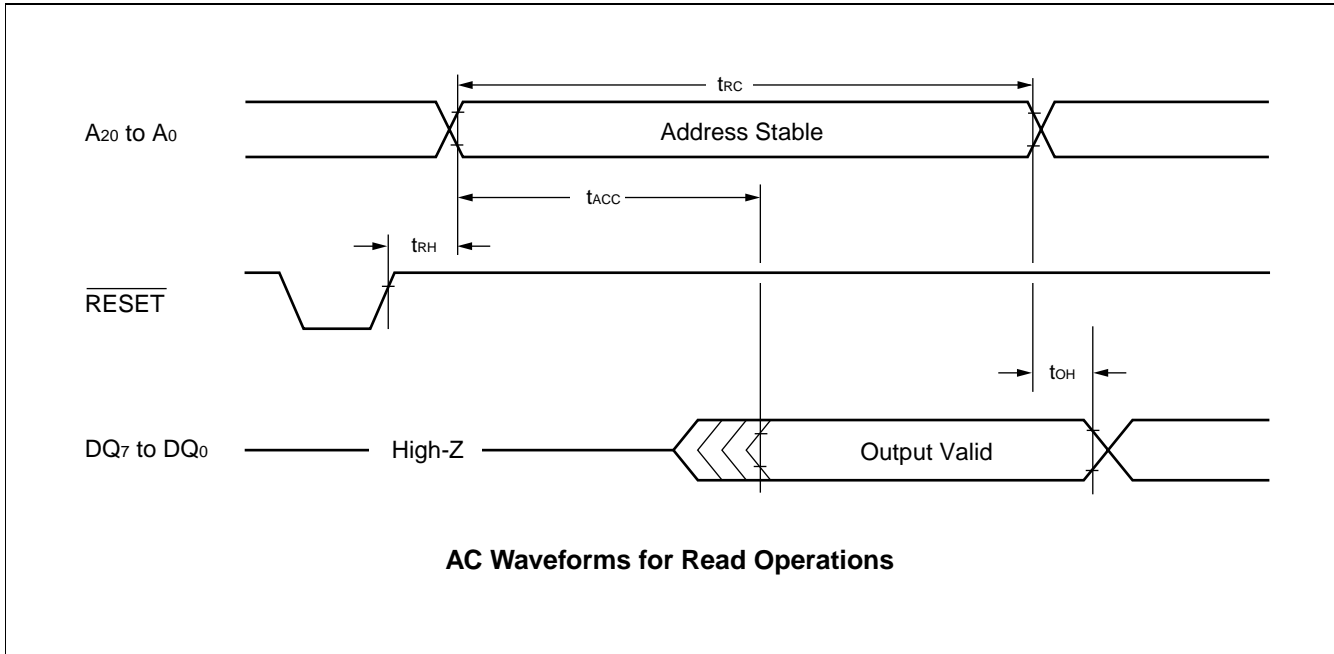 tRC
A20 to A0
Address Stable
tACC
tRH
RESET
tOH
DQ7 to DQ0
High-Z
Output Valid
AC Waveforms for Read Operations